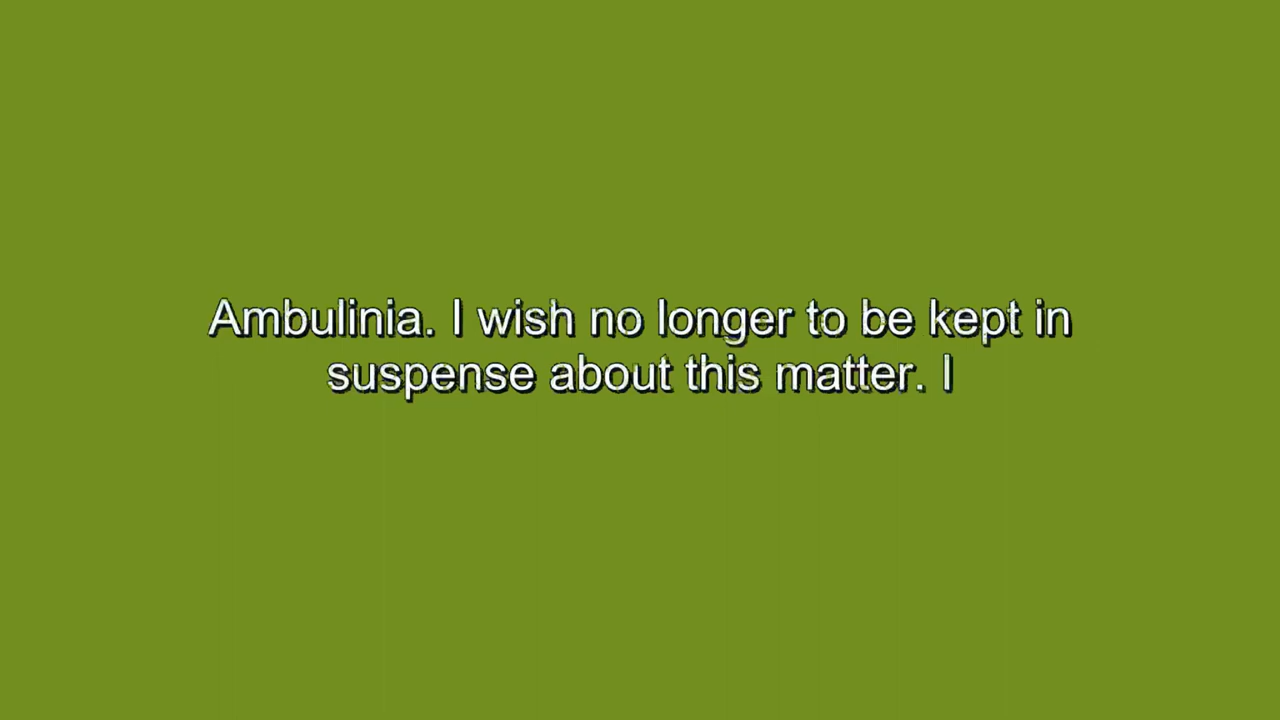 Ambulinia. I wish no longer to be kept in
suspense about this matter. I